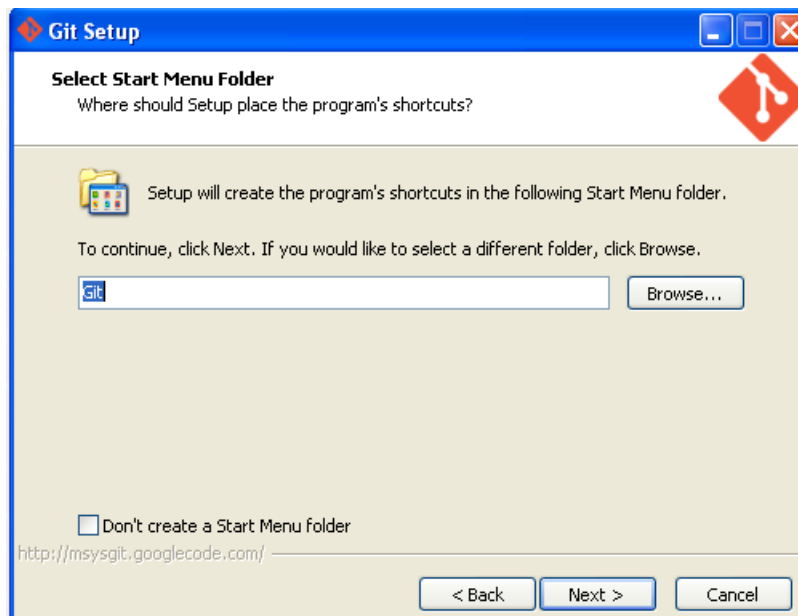 Git Setup
Select Start Menu Folder
Where should Setup place the program's shortcuts?
Setup will create the program's shortcuts in the following Start Menu folder.
To continue, click Next. If you would like to select a different folder, click Browse.
Git
Browse...
Don't create a Start Menu folder
http://msysgit.googlecode.com/
< Back
Next >
Cancel